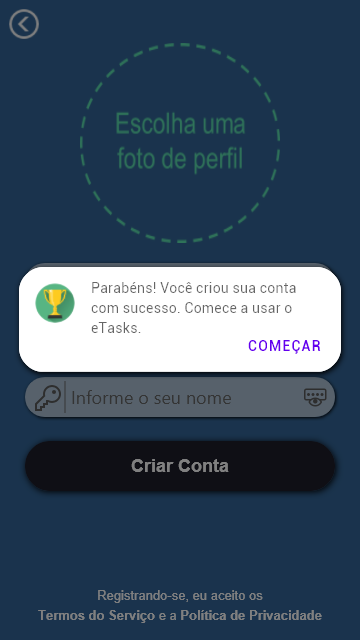 Escolha uma
foto de perfil
Parabéns! Você criou sua conta
com sucesso. Comece a usar o
eTasks.
COMEÇAR
Informe o seu nome
Criar Conta
Registrando-se, eu aceito os
Termos do Serviço e a Política de Privacidade